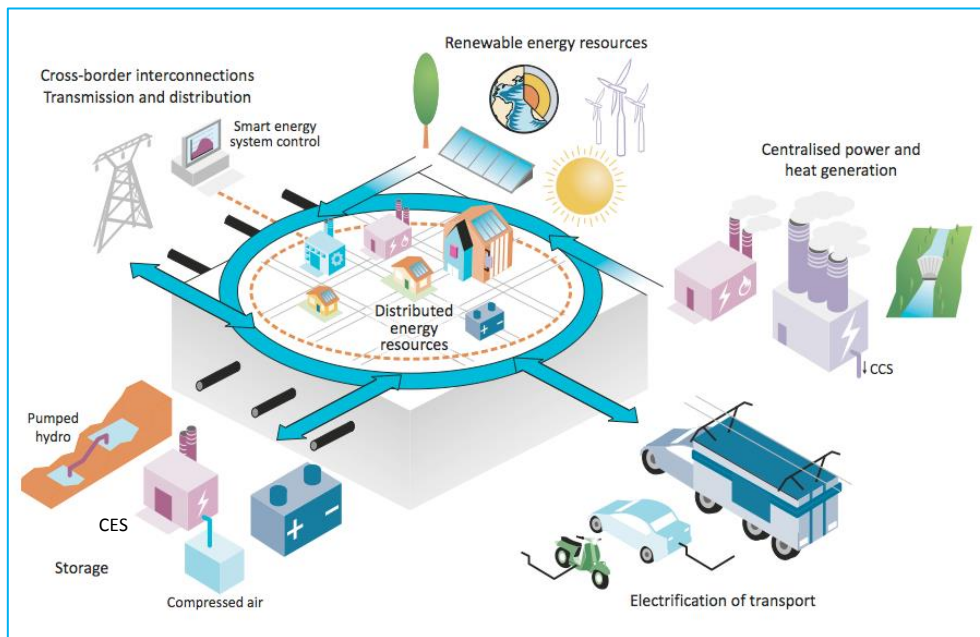 Renewable energy resources
Cross-border interconnections
Transmission and distribution
Smart energy
system control
Centralised power and
heat generation
Distributed
energy
resources
CCS
Pumped
hydro
CES
Storage
Compressed air
Electrification of transport